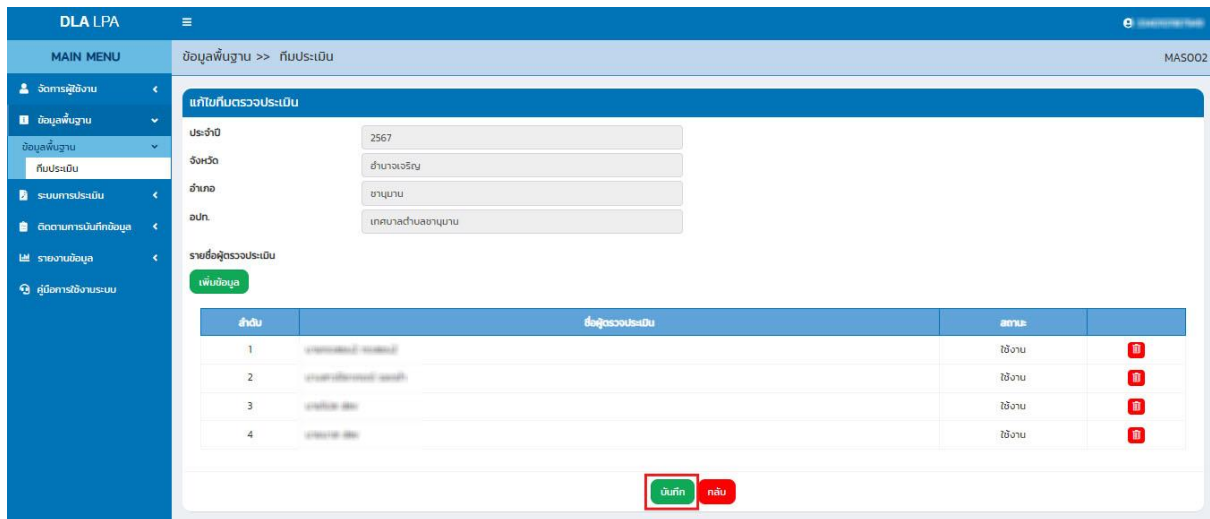 DLA LPA
MAIN MENU
ข้อมูลพื้นฐาน >> ทีมประเมิน
MAS002
จัดการผู้ใช้งาน
ข้อมูลพื้นฐาน
ข้อมูลพื้นฐาน
ทีมประเมิน
ระบบการประเมิน
ติดตามการบันทึกข้อมูล
รายงานข้อมูล
คู่มือการใช้งานระบบ
แก้ไขทีมตรวจประเมิน
ประจำปี 2567
จังหวัด อำนาจเจริญ
อำเภอ ชานุมาน
อปท. เทศบาลตำบลชานุมาน
รายชื่อผู้ตรวจประเมิน
เพิ่มข้อมูล
ลำดับ ชื่อผู้ตรวจประเมิน สถานะ
1 ใช้งาน
2 ใช้งาน
3 ใช้งาน
4 ใช้งาน
บันทึก กลับ